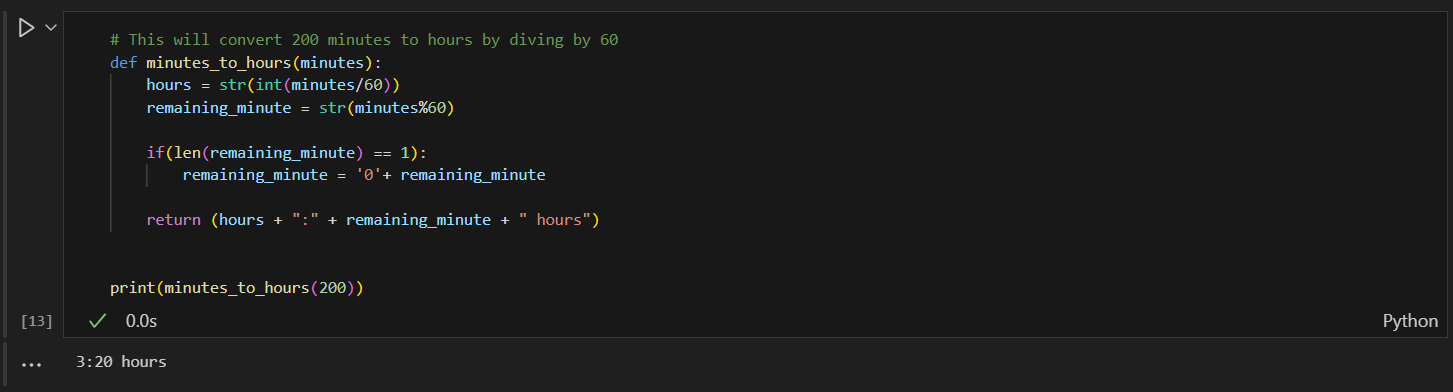 # This will convert 200 minutes to hours by diving by 60
def minutes_to_hours(minutes):
    hours = str(int(minutes/60))
    remaining_minute = str(minutes%60)

    if(len(remaining_minute) == 1):
        remaining_minute = '0'+ remaining_minute

    return (hours + ":" + remaining_minute + " hours")


print(minutes_to_hours(200))
[13] 0.0s Python
... 3:20 hours